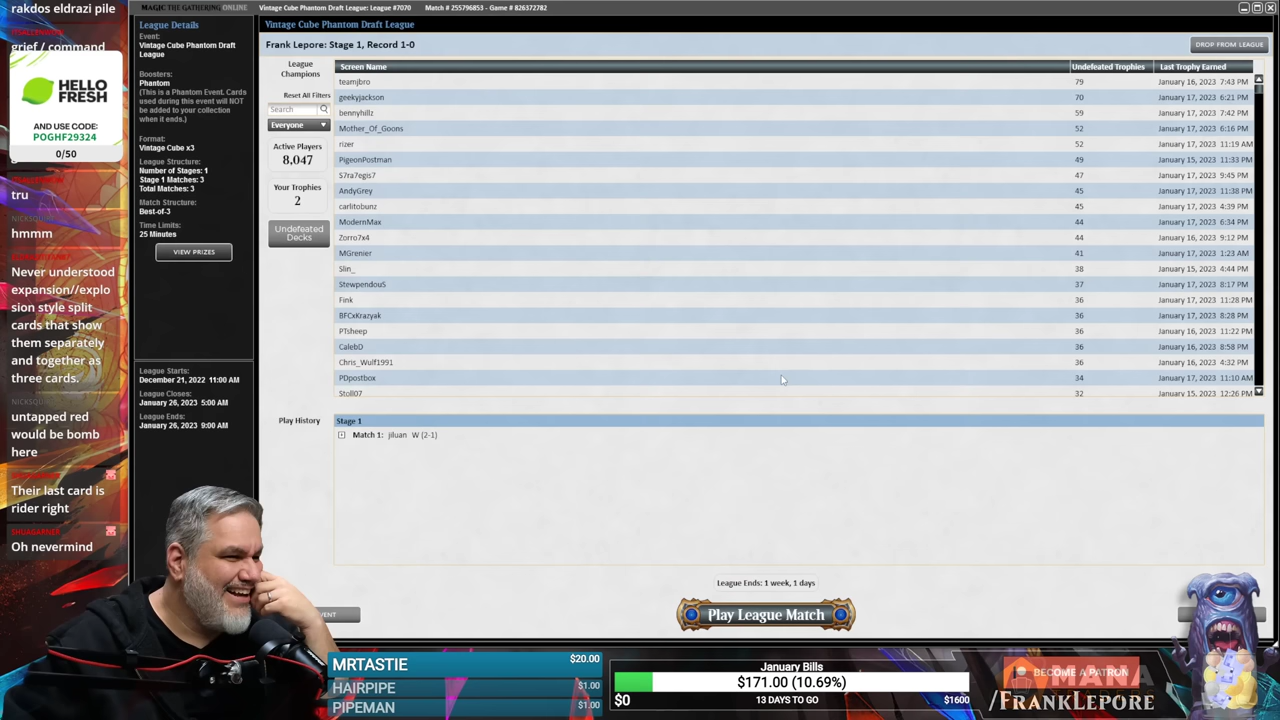 rakdos eldrazi pile
grief / command
HELLO
FRESH
AND USE CODE:
POGHF29324
0/50
tru
hmmm
Never understood
expansion//explo
sion style split
cards that show
them separately
and together as
three cards.
untapped red
would be bomb
here
Their last card is
rider right
SHUAGARNER
Oh nevermind
MAGIC THE GATHERING ONLINE
Vintage Cube Phantom Draft League: League #7070 Match # 255796853 - Game # 826372782
League Details
Event:
Vintage Cube Phantom Draft
League
Boosters:
Phantom
(This is a Phantom Event. Cards
used during this event will NOT
be added to your collection
when it ends.)
Format:
Vintage Cube x3
League Structure:
Number of Stages: 1
Stage 1 Matches: 3
Total Matches: 3
Match Structure:
Best-of-3
Time Limits:
25 Minutes
VIEW PRIZES
League Starts:
December 21, 2022 11:00 AM
League Closes:
January 26, 2023 5:00 AM
League Ends:
January 26, 2023 9:00 AM
Vintage Cube Phantom Draft League
Frank Lepore: Stage 1, Record 1-0
DROP FROM LEAGUE
League
Champions
Reset All Filters
Search
Everyone
Active Players
8,047
Your Trophies
2
Undefeated
Decks
Screen Name Undefeated Trophies Last Trophy Earned
teamjbro 79 January 16, 2023 7:43 PM
geekyjackson 70 January 17, 2023 6:21 PM
bennyhillz 59 January 17, 2023 7:42 PM
Mother_Of_Goons 52 January 17, 2023 6:16 PM
rizer 52 January 17, 2023 11:19 AM
PigeonPostman 49 January 15, 2023 11:33 PM
S7ra7egis7 47 January 17, 2023 9:45 PM
AndyGrey 45 January 17, 2023 11:38 PM
carlitobunz 45 January 17, 2023 4:39 PM
ModernMax 44 January 17, 2023 6:34 PM
Zorro7x4 44 January 16, 2023 9:12 PM
MGrenier 41 January 17, 2023 1:23 AM
Slin_ 38 January 15, 2023 4:44 PM
StewpendouS 37 January 17, 2023 8:17 PM
Fink 36 January 17, 2023 11:28 PM
BFCxKrazyak 36 January 17, 2023 8:28 PM
PTsheep 36 January 16, 2023 11:22 PM
CalebD 36 January 16, 2023 8:58 PM
Chris_Wulf1991 36 January 16, 2023 4:32 PM
PDpostbox 34 January 17, 2023 11:10 AM
Stoll07 32 January 15, 2023 12:26 PM
Play History
Stage 1
Match 1: jiluan W (2-1)
League Ends: 1 week, 1 days
Play League Match
MRTASTIE $20.00
HAIRPIPE $1.00
PIPEMAN $1.00
January Bills
$171.00 (10.69%)
$0 13 DAYS TO GO $1600
BECOME A PATRON
/FRANKLEPORE